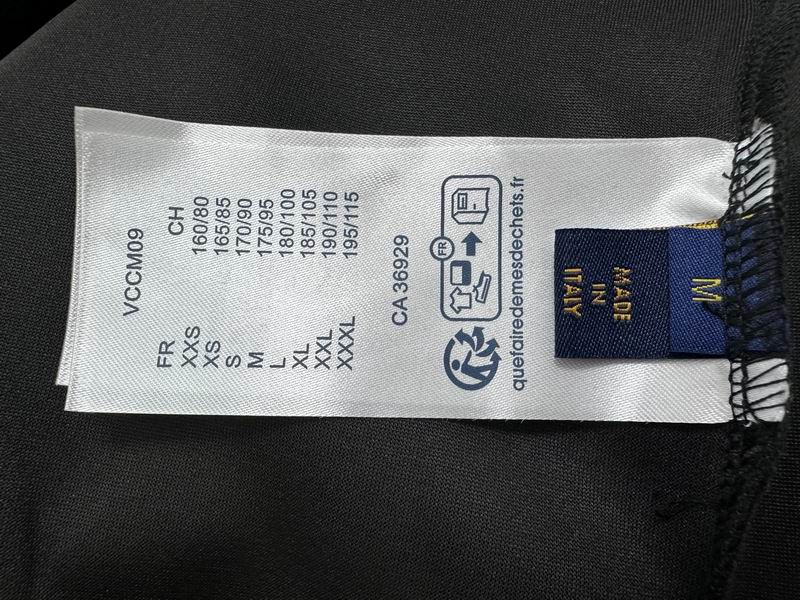 VCCM09
FR CH
XXS 160/80
XS 165/85
S 170/90
M 175/95
L 180/100
XL 185/105
XXL 190/110
XXXL 195/115
CA 36929
FR
quefairedemesdechets.fr
MADE
IN
ITALY
M